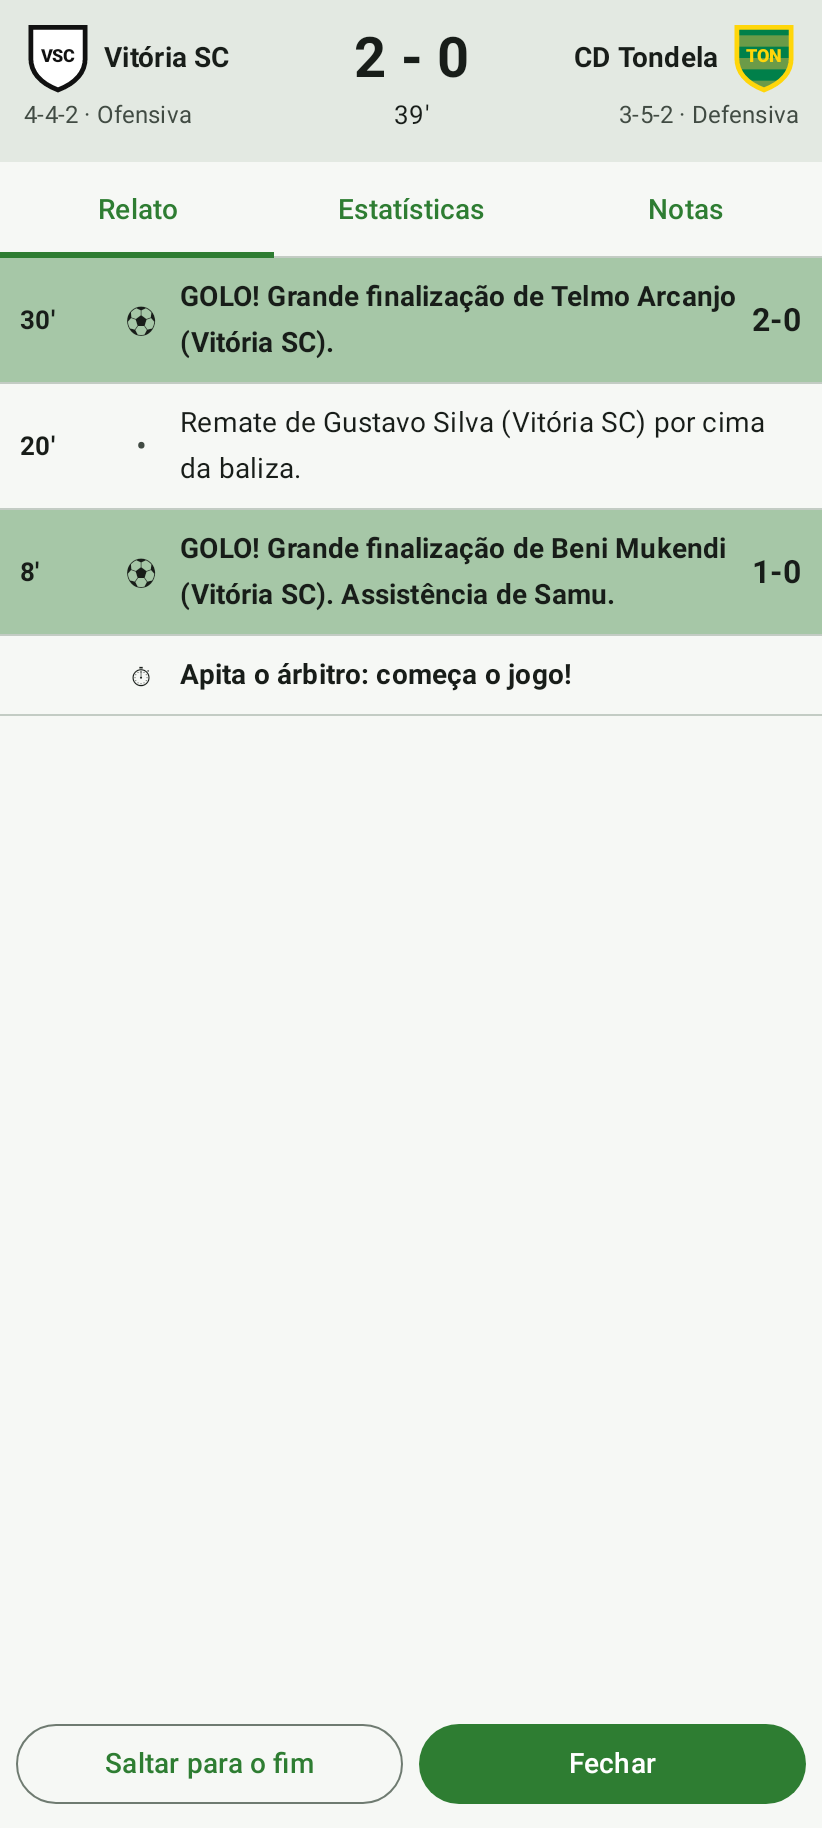 VSC Vitória SC 2 - 0 CD Tondela TON
4-4-2 · Ofensiva 39' 3-5-2 · Defensiva
Relato Estatísticas Notas
30' GOLO! Grande finalização de Telmo Arcanjo 2-0
(Vitória SC).
20' • Remate de Gustavo Silva (Vitória SC) por cima
da baliza.
8' GOLO! Grande finalização de Beni Mukendi 1-0
(Vitória SC). Assistência de Samu.
Apita o árbitro: começa o jogo!
Saltar para o fim Fechar